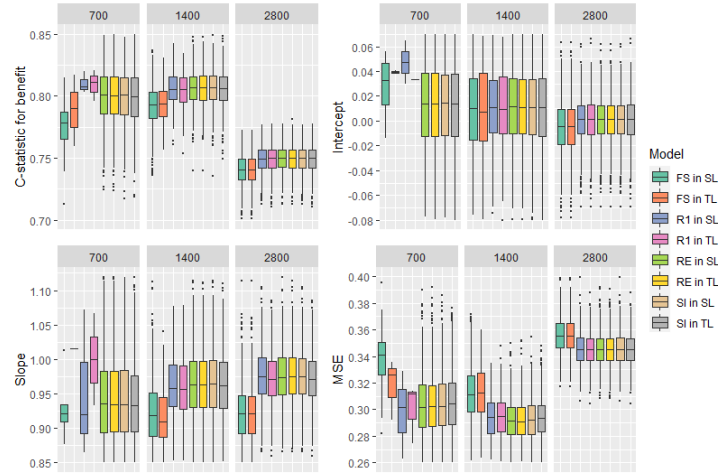 700 1400 2800
C-statistic for benefit
0.85
0.80
0.75
0.70
700 1400 2800
Intercept
0.06
0.04
0.02
0.00
-0.02
-0.04
-0.06
-0.08
700 1400 2800
Slope
1.10
1.05
1.00
0.95
0.90
0.85
700 1400 2800
MSE
0.40
0.38
0.36
0.34
0.32
0.30
0.28
0.26
Model
FS in SL
FS in TL
R1 in SL
R1 in TL
RE in SL
RE in TL
SI in SL
SI in TL